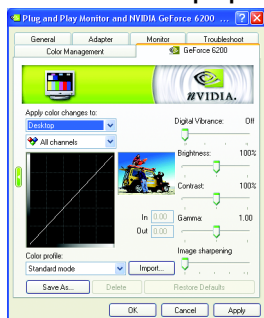 Plug and Play Monitor and NVIDIA GeForce 6200 ...
General Adapter Monitor Troubleshoot
Color Management GeForce 6200
NVIDIA.
Apply color changes to:
Desktop
All channels
Digital Vibrance: Off
Brightness: 100%
Contrast: 100%
In 0.00 Gamma: 1.00
Out 0.00
Image sharpening
Color profile:
Standard mode Import...
Save As... Delete Restore Defaults
OK Cancel Apply